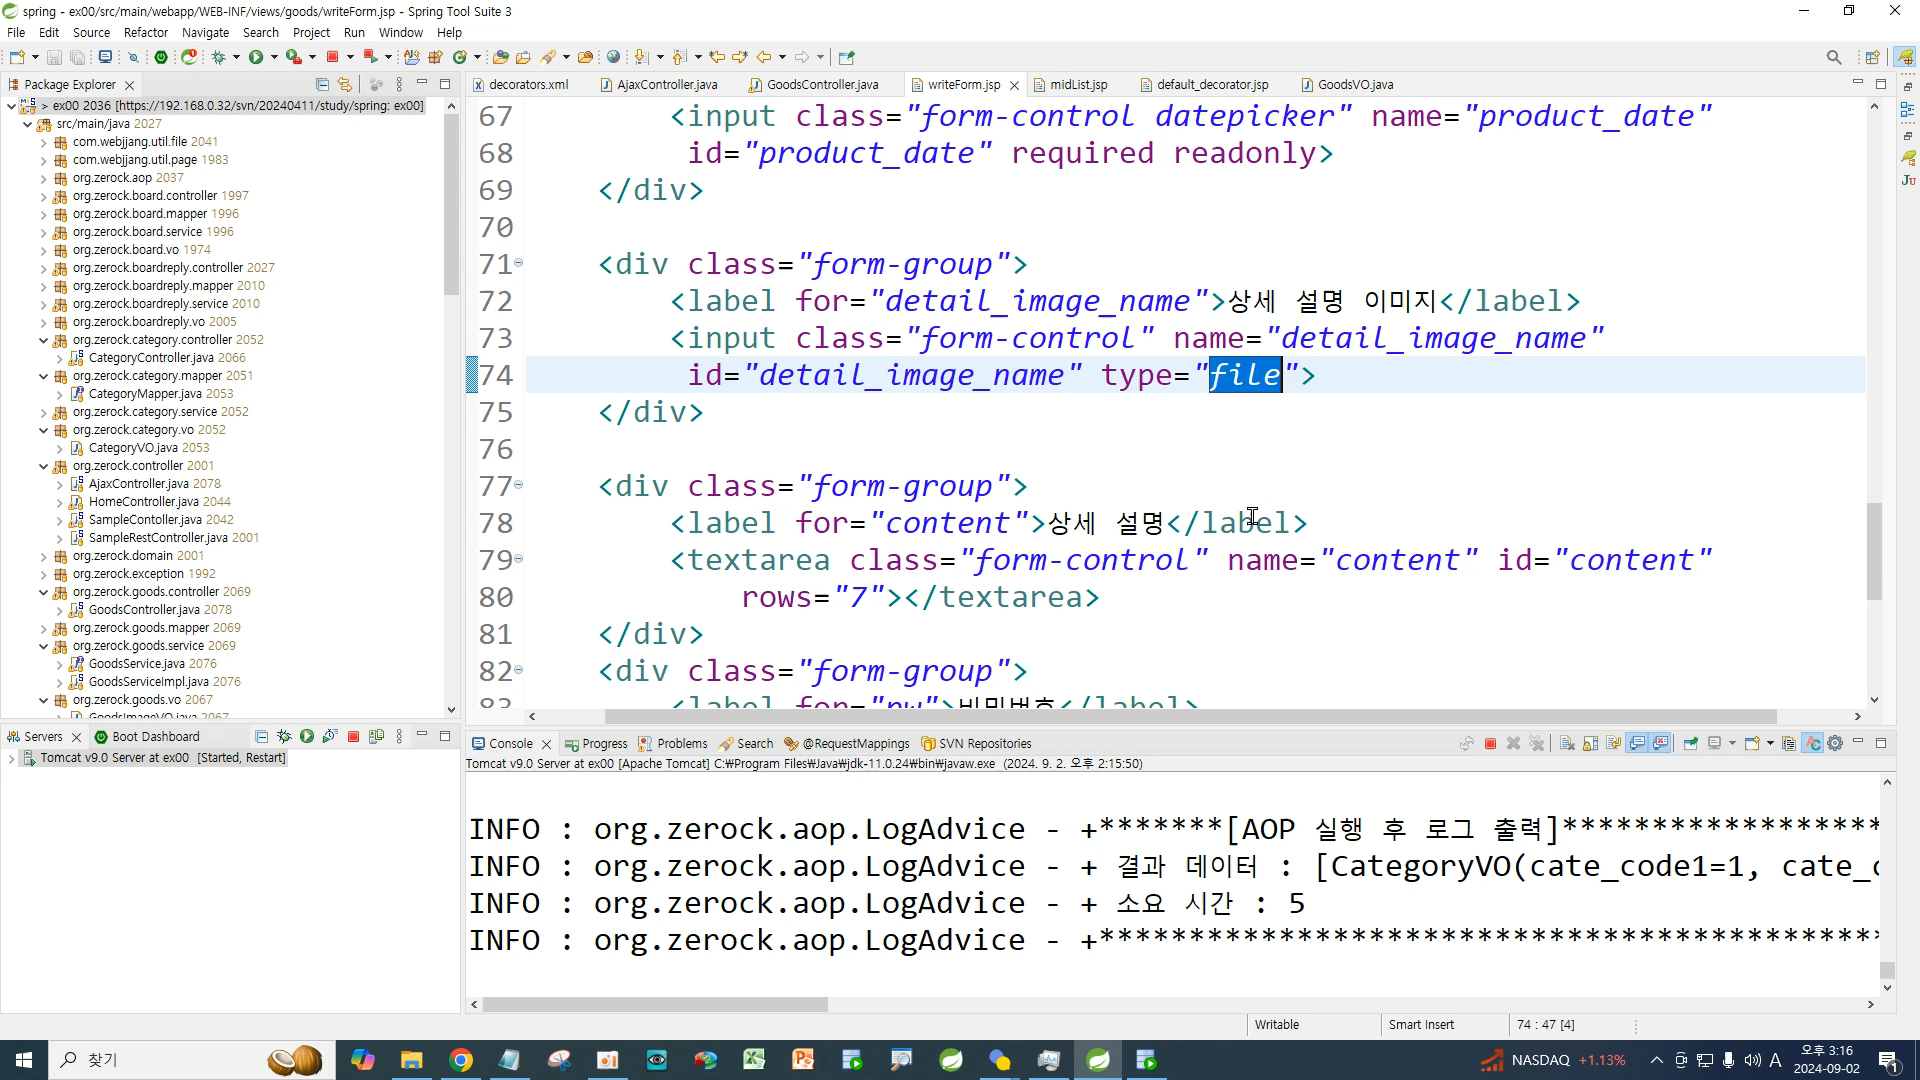 spring - ex00/src/main/webapp/WEB-INF/views/goods/writeForm.jsp - Spring Tool Suite 3
File Edit Source Refactor Navigate Search Project Run Window Help
Package Explorer
> ex00 2036 [https://192.168.0.32/svn/20240411/study/spring: ex00]
src/main/java 2027
com.webjjang.util.file 2041
com.webjjang.util.page 1983
org.zerock.aop 2037
org.zerock.board.controller 1997
org.zerock.board.mapper 1996
org.zerock.board.service 1996
org.zerock.board.vo 1974
org.zerock.boardreply.controller 2027
org.zerock.boardreply.mapper 2010
org.zerock.boardreply.service 2010
org.zerock.boardreply.vo 2005
org.zerock.category.controller 2052
CategoryController.java 2066
org.zerock.category.mapper 2051
CategoryMapper.java 2053
org.zerock.category.service 2052
org.zerock.category.vo 2052
CategoryVO.java 2053
org.zerock.controller 2001
AjaxController.java 2078
HomeController.java 2044
SampleContoller.java 2042
SampleRestController.java 2001
org.zerock.domain 2001
org.zerock.exception 1992
org.zerock.goods.controller 2069
GoodsController.java 2078
org.zerock.goods.mapper 2069
org.zerock.goods.service 2069
GoodsService.java 2076
GoodsServiceImpl.java 2076
org.zerock.goods.vo 2067
GoodsImageVO.java 2067
decorators.xml AjaxController.java GoodsController.java writeForm.jsp midList.jsp default_decorator.jsp GoodsVO.java
67 <input class="form-control datepicker" name="product_date"
68 id="product_date" required readonly>
69 </div>
70
71 <div class="form-group">
72 <label for="detail_image_name">상세 설명 이미지</label>
73 <input class="form-control" name="detail_image_name"
74 id="detail_image_name" type="file">
75 </div>
76
77 <div class="form-group">
78 <label for="content">상세 설명</label>
79 <textarea class="form-control" name="content" id="content"
80 rows="7"></textarea>
81 </div>
82 <div class="form-group">
83 <label for="pw">비밀번호</label>
Servers Boot Dashboard
Tomcat v9.0 Server at ex00 [Started, Restart]
Console Progress Problems Search @RequestMappings SVN Repositories
Tomcat v9.0 Server at ex00 [Apache Tomcat] C:₩Program Files₩Java₩jdk-11.0.24₩bin₩javaw.exe (2024. 9. 2. 오후 2:15:50)
INFO : org.zerock.aop.LogAdvice - +*******[AOP 실행 후 로그 출력]******************
INFO : org.zerock.aop.LogAdvice - + 결과 데이터 : [CategoryVO(cate_code1=1, cate_c
INFO : org.zerock.aop.LogAdvice - + 소요 시간 : 5
INFO : org.zerock.aop.LogAdvice - +********************************************
Writable Smart Insert 74 : 47 [4]
찾기
NASDAQ +1.13%
A
오후 3:16
2024-09-02
1